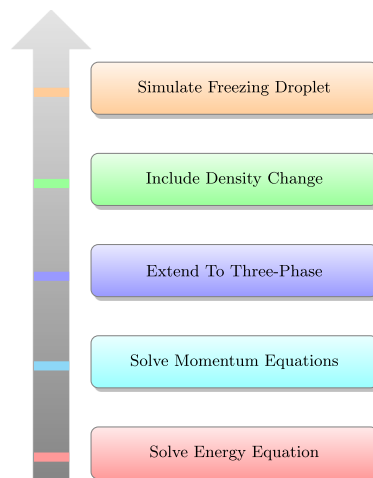 Simulate Freezing Droplet
Include Density Change
Extend To Three-Phase
Solve Momentum Equations
Solve Energy Equation